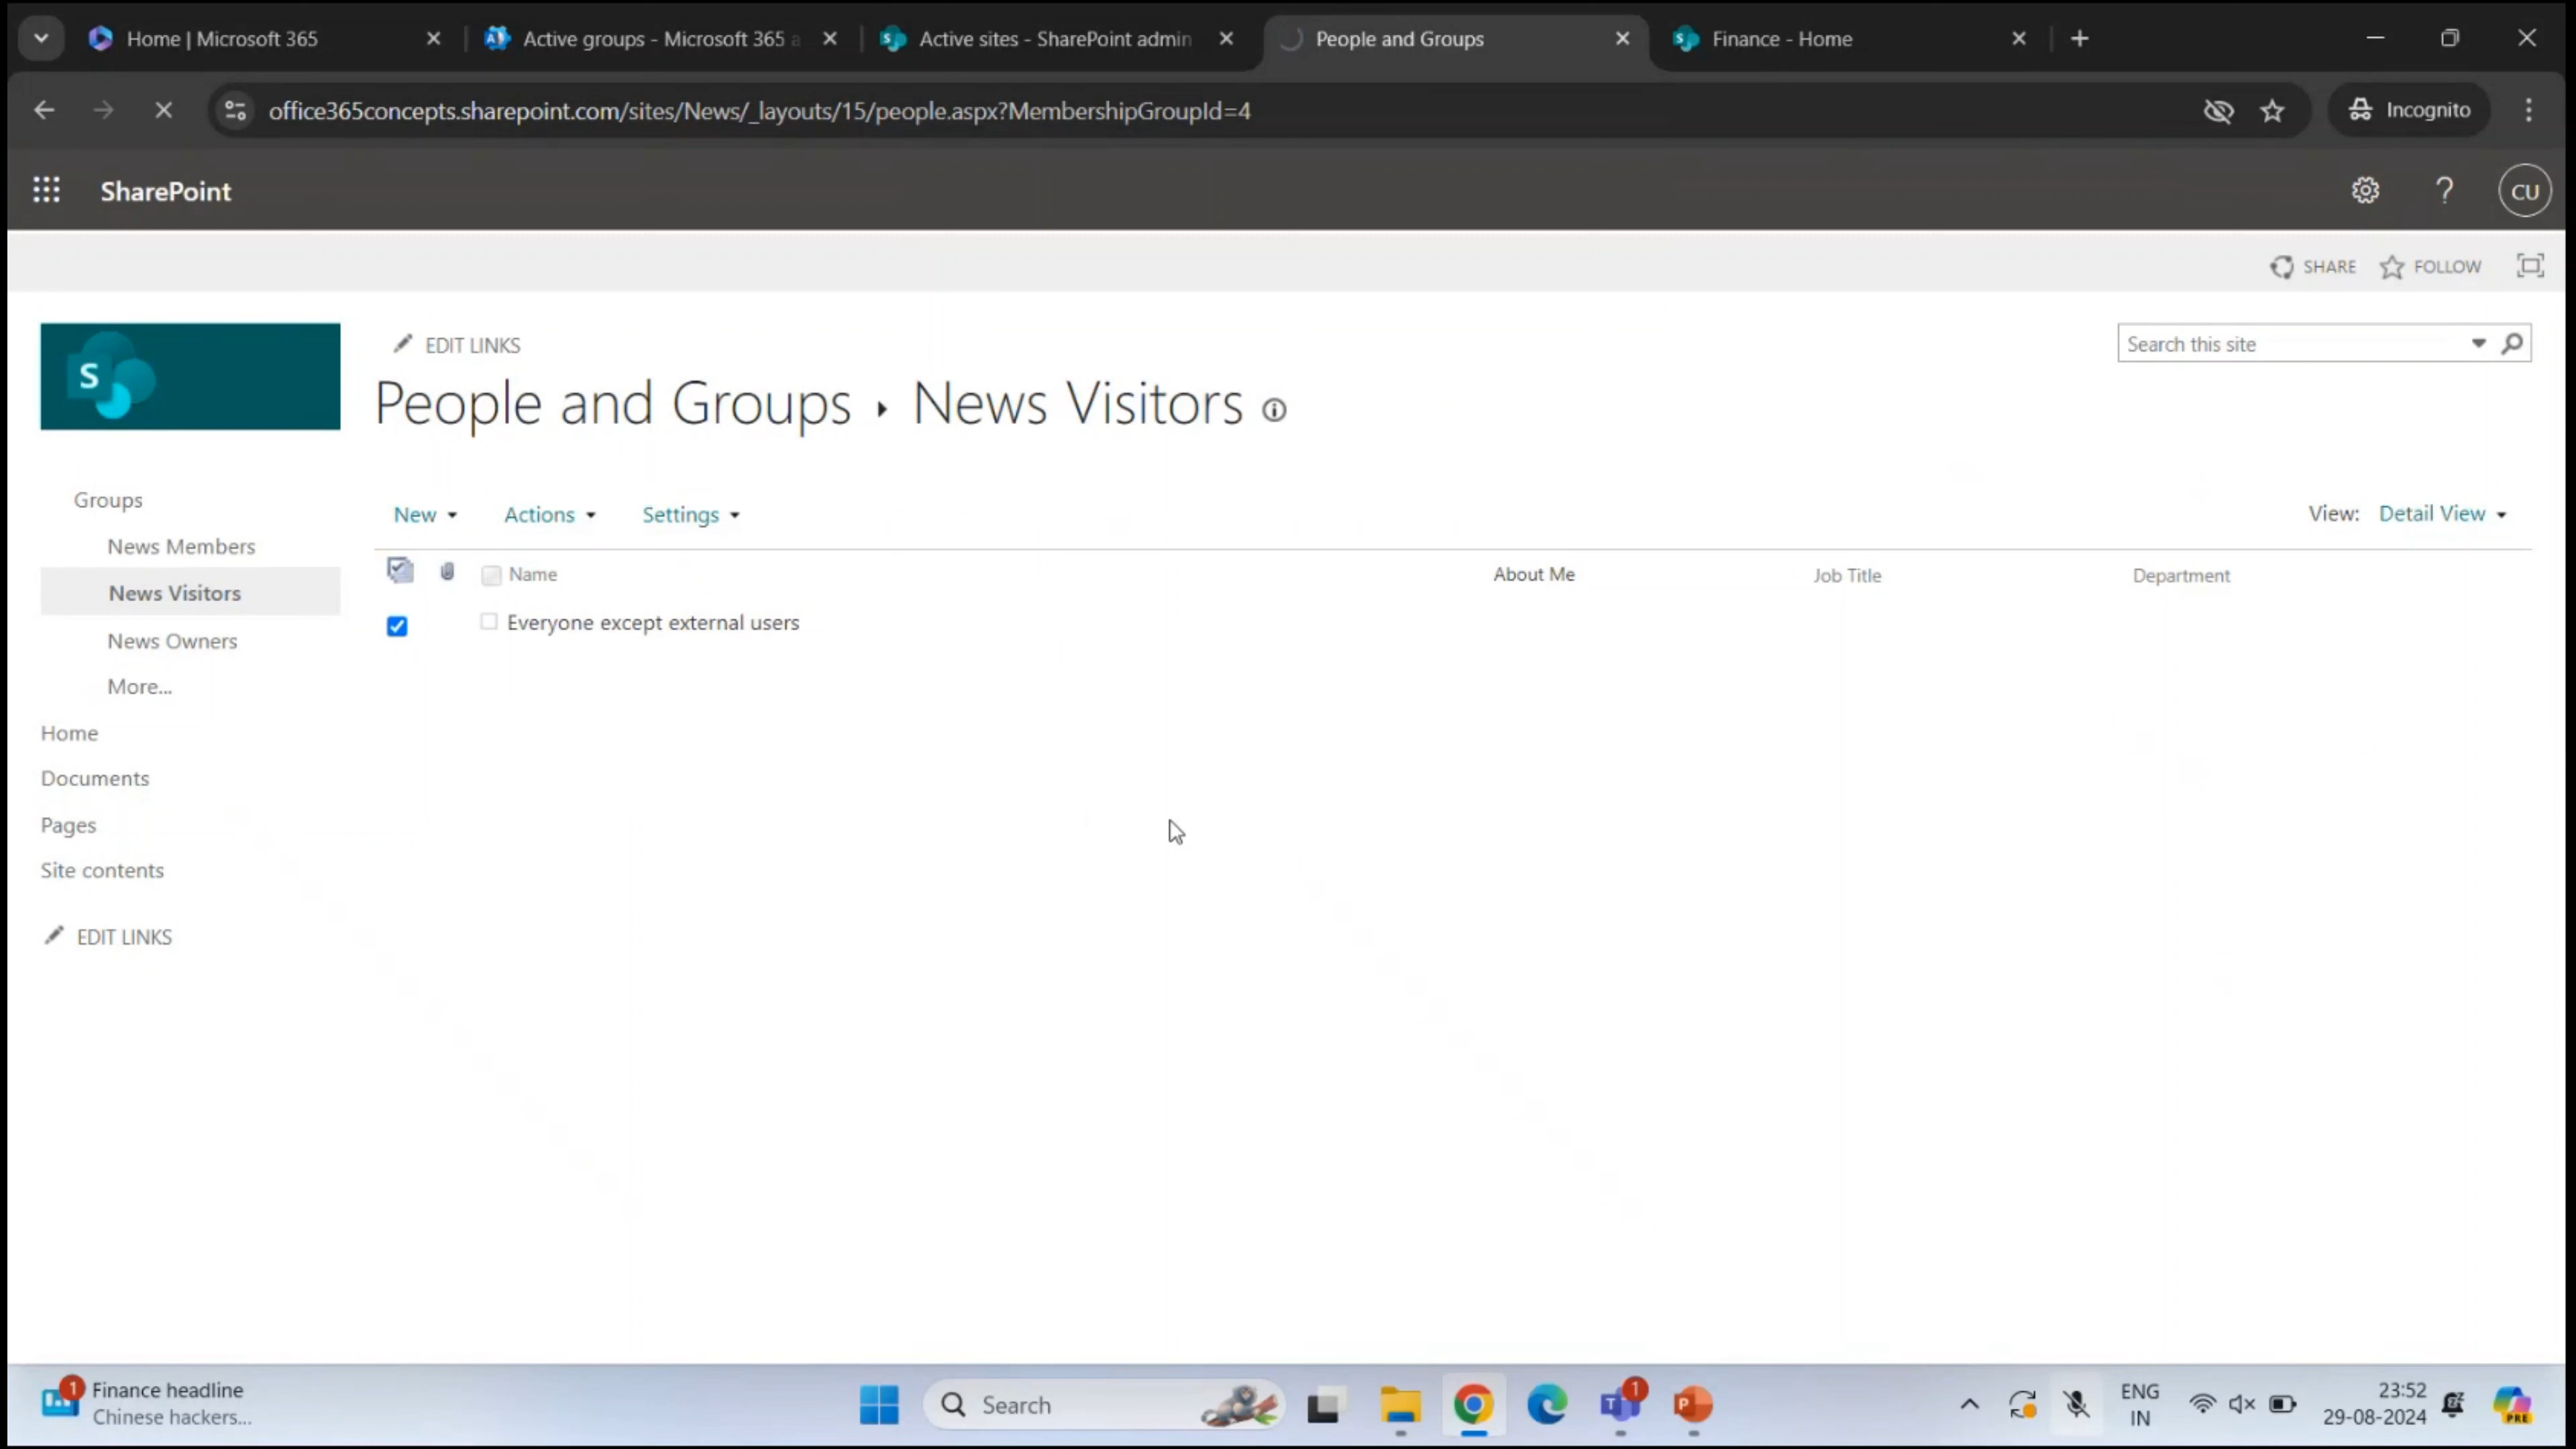 Home | Microsoft 365
Active groups - Microsoft 365 a
Active sites - SharePoint admin
People and Groups
Finance - Home
office365concepts.sharepoint.com/sites/News/_layouts/15/people.aspx?MembershipGroupId=4
Incognito
SharePoint
CU
SHARE
FOLLOW
S
EDIT LINKS
Search this site
People and Groups ▸ News Visitors
Groups
News Members
News Visitors
News Owners
More...
Home
Documents
Pages
Site contents
EDIT LINKS
New
Actions
Settings
View: Detail View
Name
About Me
Job Title
Department
Everyone except external users
1
Finance headline
Chinese hackers...
Search
1
ENG
IN
23:52
29-08-2024
PRE